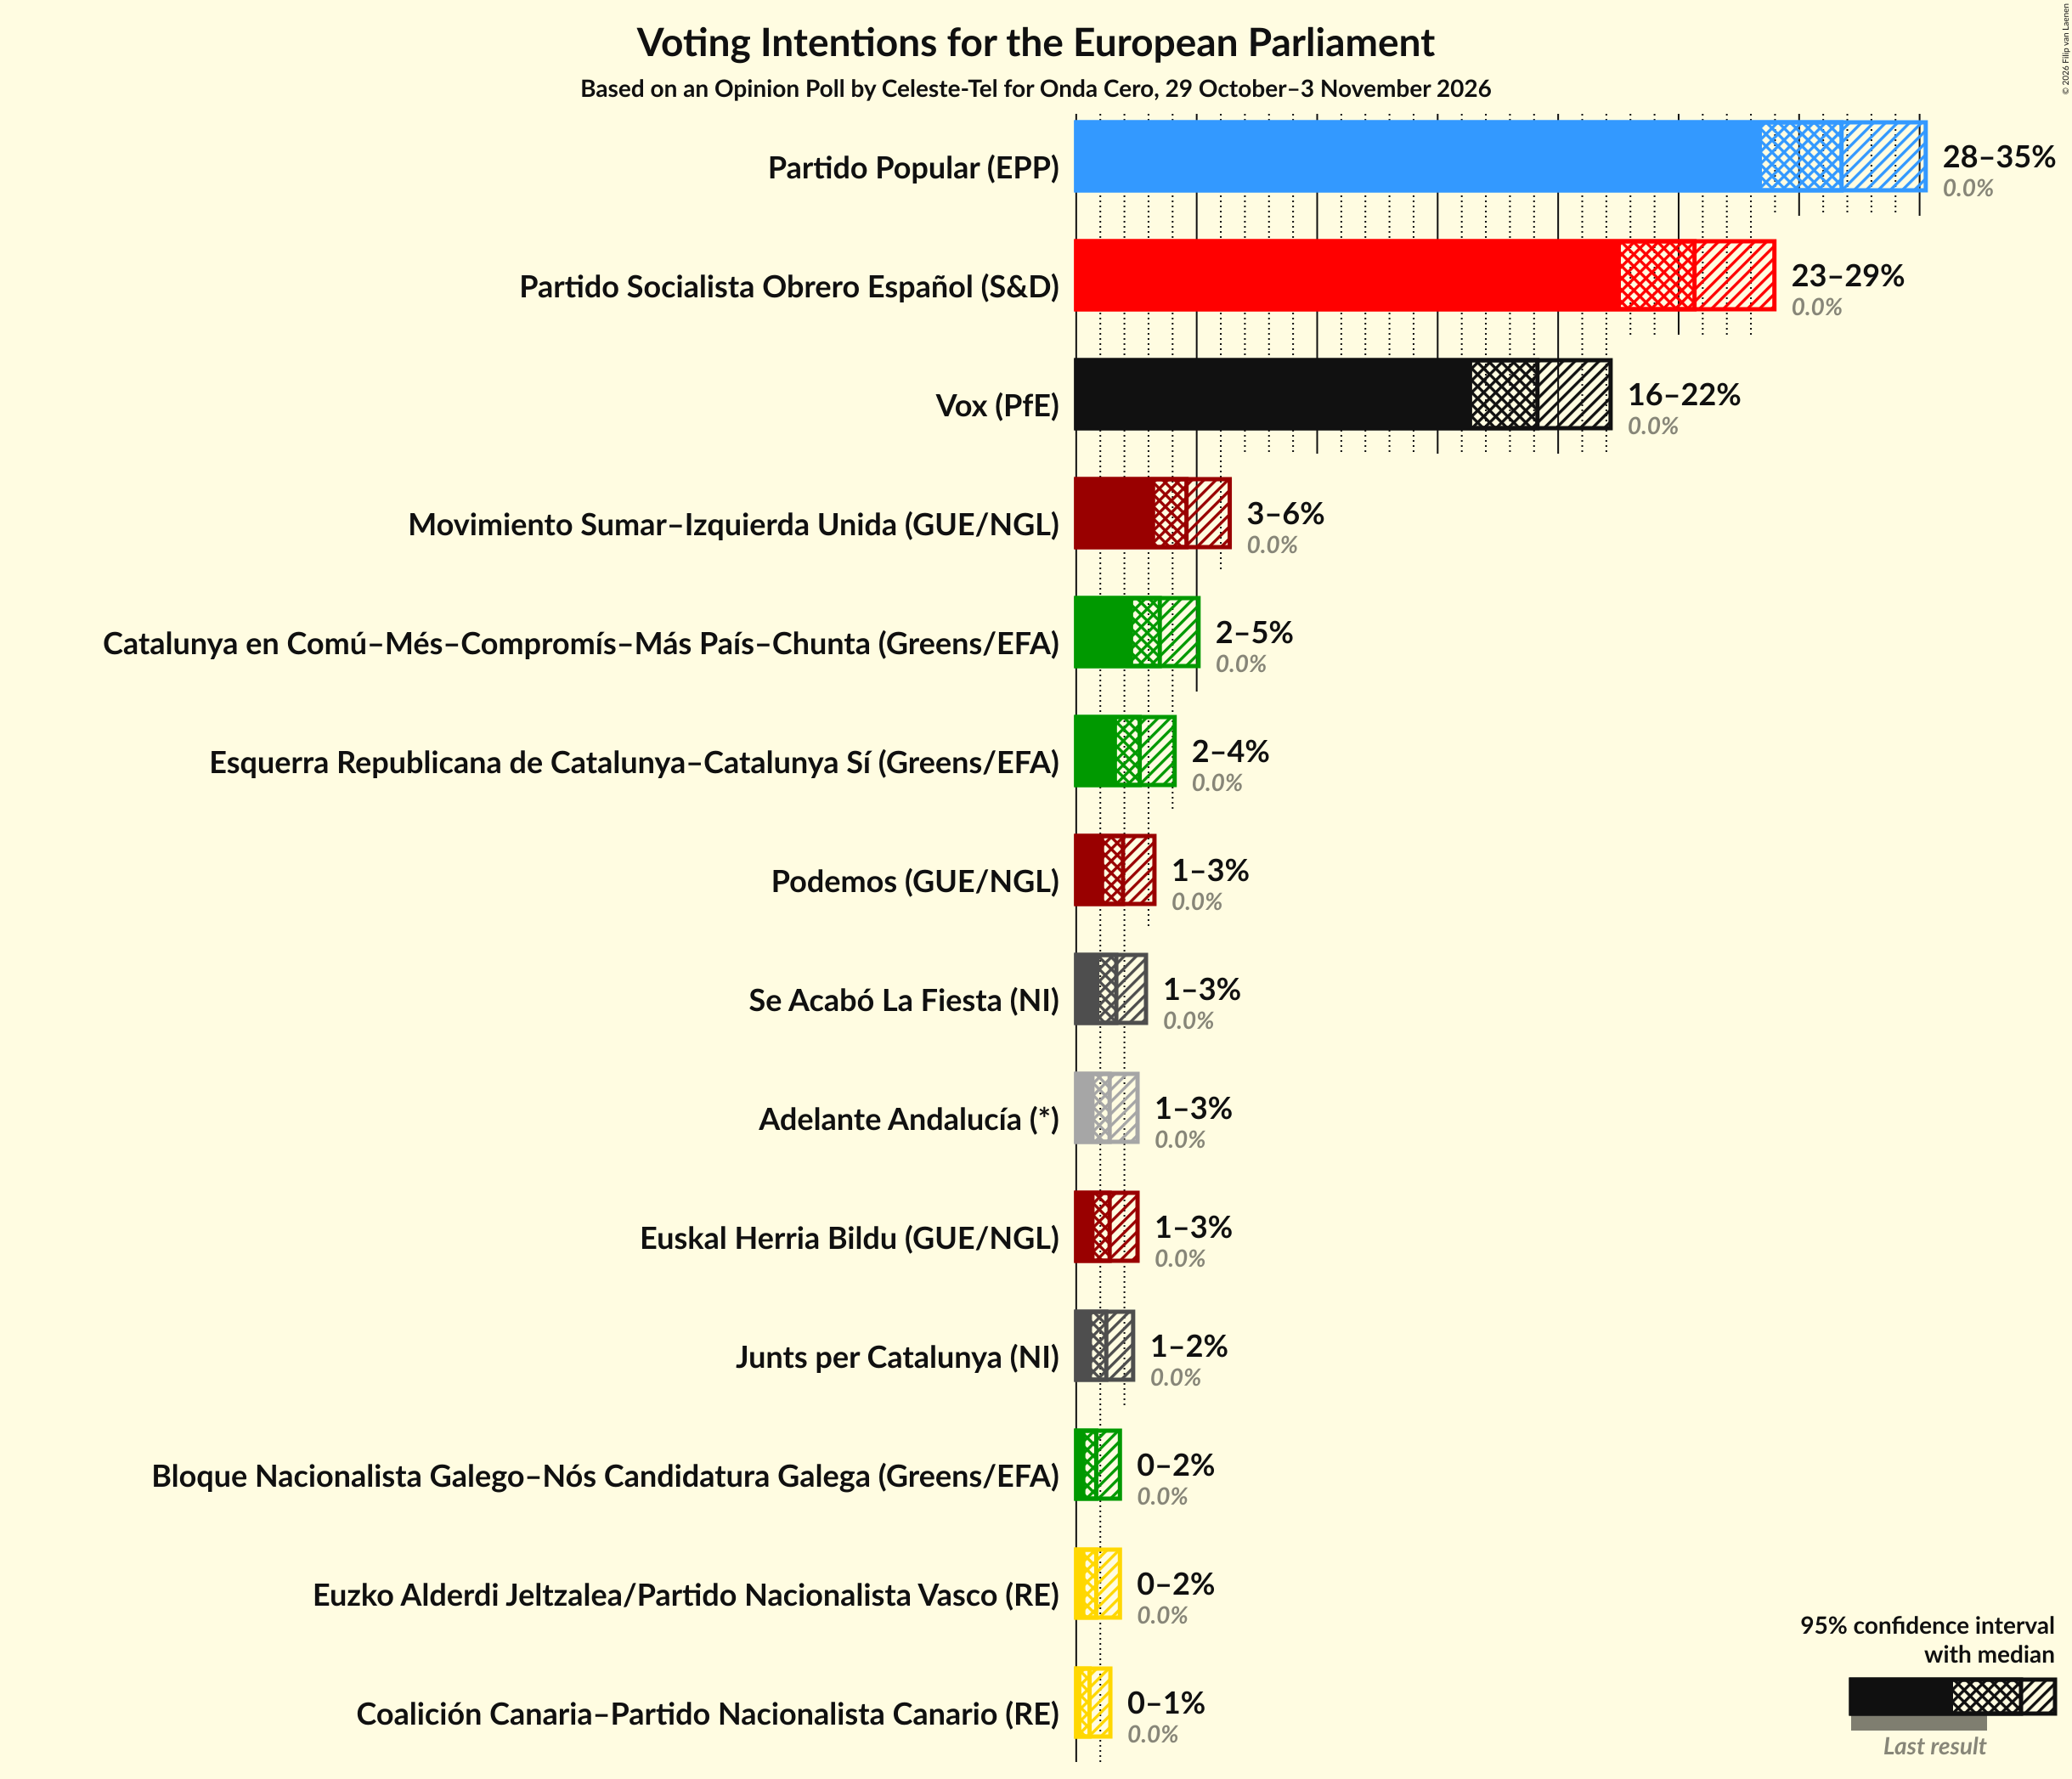 Voting Intentions for the European Parliament
Based on an Opinion Poll by Celeste-Tel for Onda Cero, 29 October–3 November 2026
© 2026 Filip van Laenen
Partido Popular (EPP)
28–35%
0.0%
Partido Socialista Obrero Español (S&D)
23–29%
0.0%
Vox (PfE)
16–22%
0.0%
Movimiento Sumar–Izquierda Unida (GUE/NGL)
3–6%
0.0%
Catalunya en Comú–Més–Compromís–Más País–Chunta (Greens/EFA)
2–5%
0.0%
Esquerra Republicana de Catalunya–Catalunya Sí (Greens/EFA)
2–4%
0.0%
Podemos (GUE/NGL)
1–3%
0.0%
Se Acabó La Fiesta (NI)
1–3%
0.0%
Adelante Andalucía (*)
1–3%
0.0%
Euskal Herria Bildu (GUE/NGL)
1–3%
0.0%
Junts per Catalunya (NI)
1–2%
0.0%
Bloque Nacionalista Galego–Nós Candidatura Galega (Greens/EFA)
0–2%
0.0%
Euzko Alderdi Jeltzalea/Partido Nacionalista Vasco (RE)
0–2%
0.0%
Coalición Canaria–Partido Nacionalista Canario (RE)
0–1%
0.0%
95% confidence interval
with median
Last result